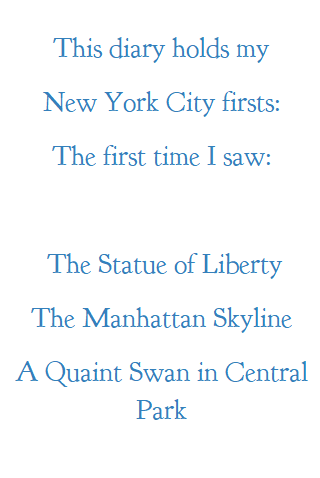 This diary holds my
New York City firsts:
The first time I saw:
The Statue of Liberty
The Manhattan Skyline
A Quaint Swan in Central
Park